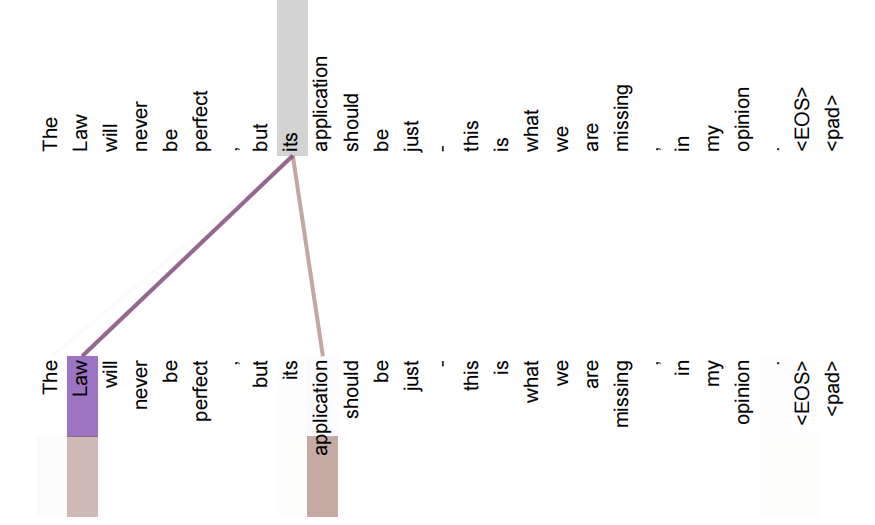 The Law will never be perfect , but its application should be just - this is what we are missing , in my opinion . <EOS> <pad>
The Law will never be perfect , but its application should be just - this is what we are missing , in my opinion . <EOS> <pad>